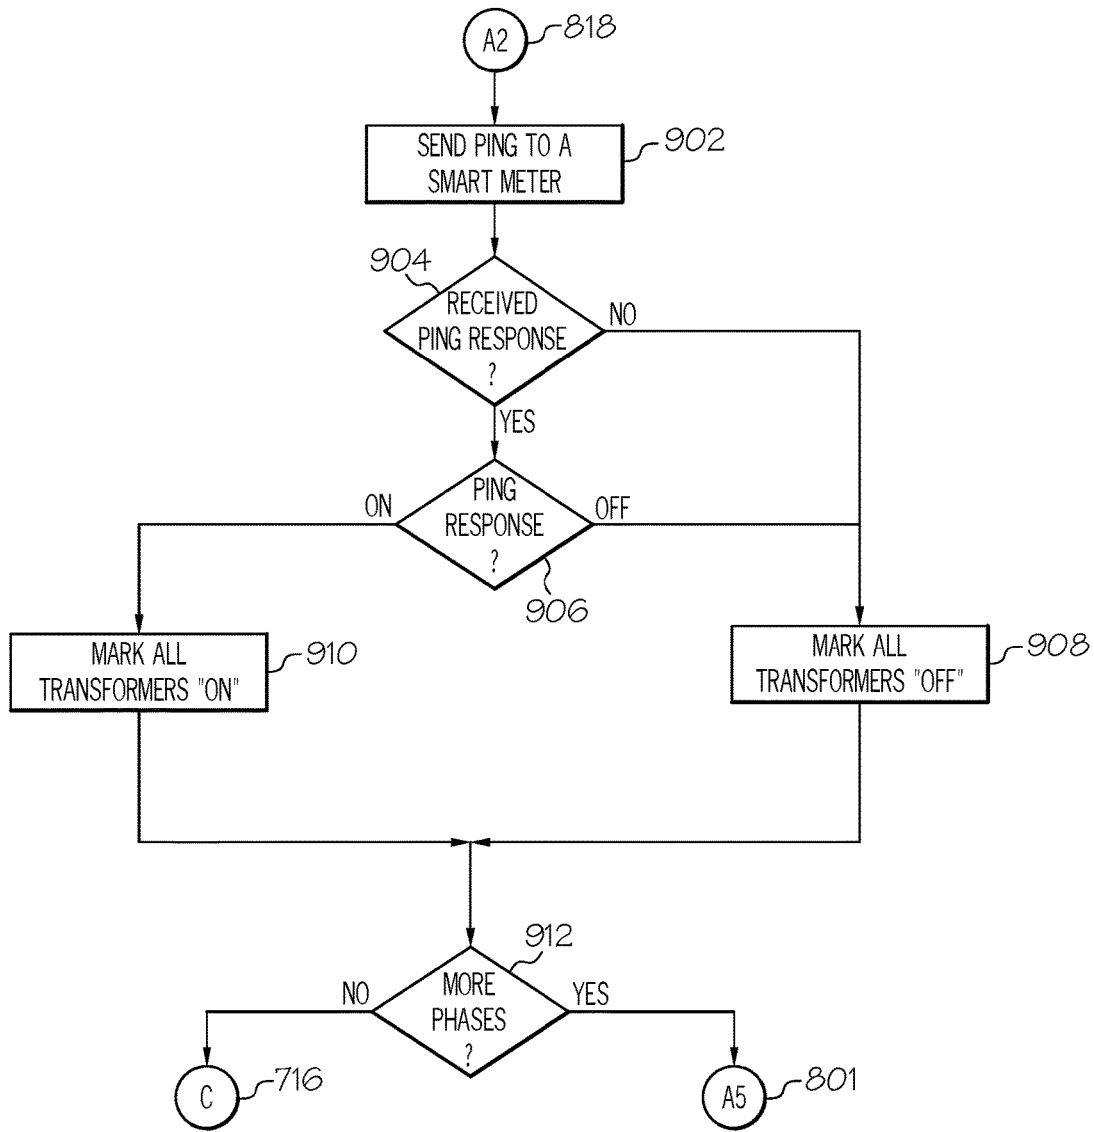 A2
818
SEND PING TO A
SMART METER
902
904
RECEIVED
PING RESPONSE
?
NO
YES
PING
RESPONSE
?
ON
OFF
906
MARK ALL
TRANSFORMERS "ON"
910
MARK ALL
TRANSFORMERS "OFF"
908
912
MORE
PHASES
?
NO
YES
C
716
A5
801